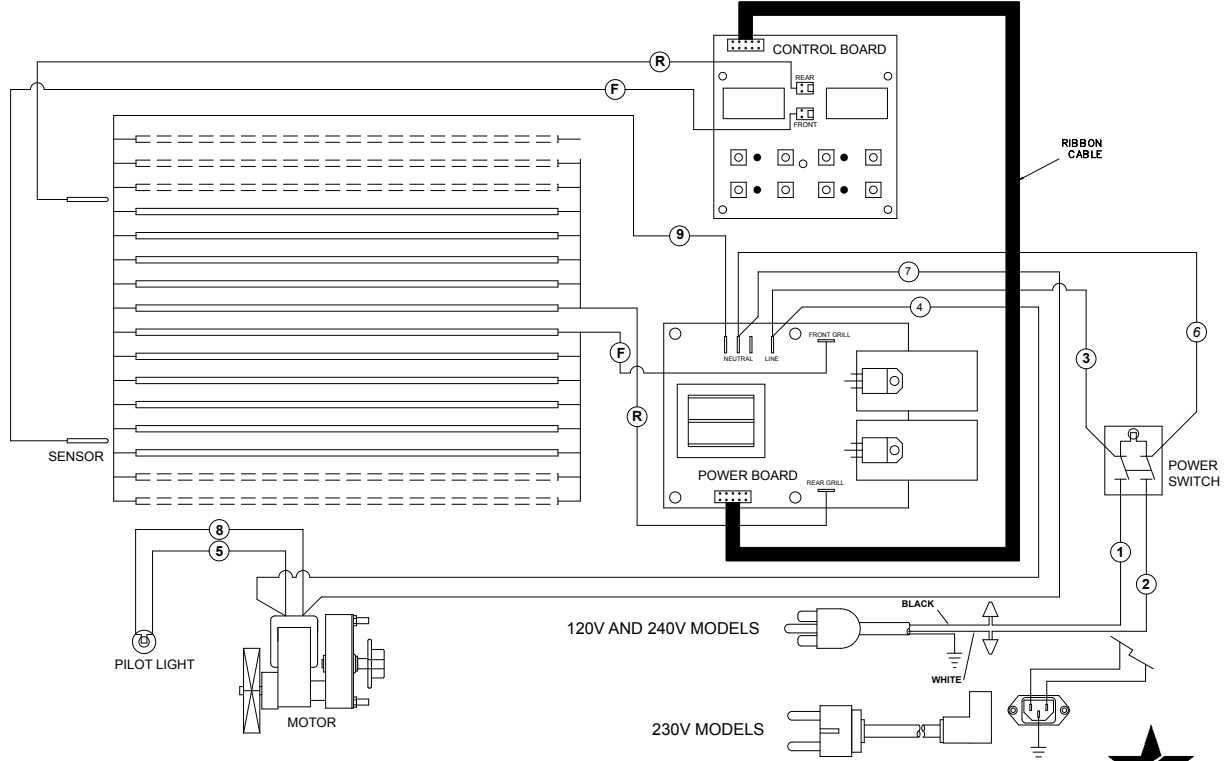 CONTROL BOARD
R
REAR
F
FRONT
RIBBON
CABLE
9
7
4
6
3
FRONT GRILL
NEUTRAL
LINE
F
R
SENSOR
POWER BOARD
REAR GRILL
POWER
SWITCH
8
5
1
2
BLACK
120V AND 240V MODELS
WHITE
PILOT LIGHT
MOTOR
230V MODELS